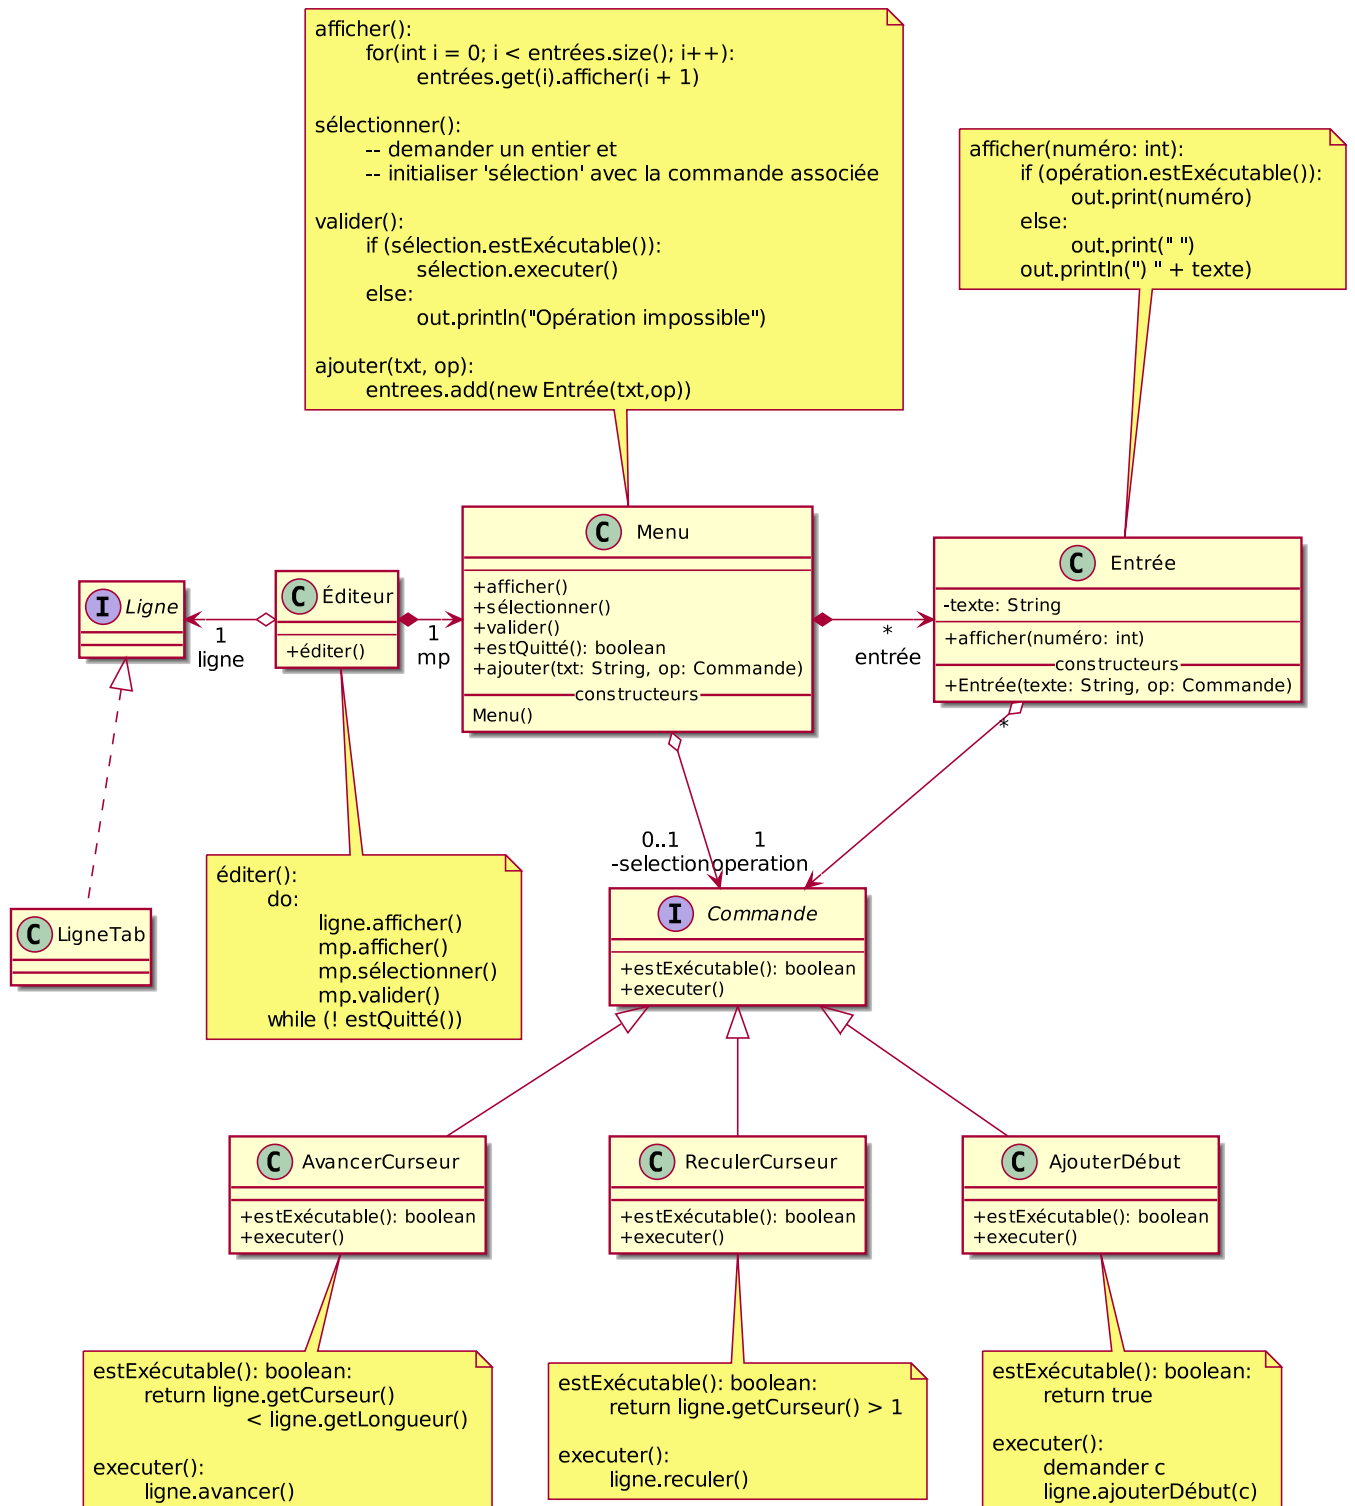 afficher():
for(int i = 0; i < entrées.size(); i++):
entrées.get(i).afficher(i + 1)
sélectionner():
-- demander un entier et
-- initialiser 'sélection' avec la commande associée
valider():
if (sélection.estExécutable()):
sélection.executer()
else:
out.println("Opération impossible")
ajouter(txt, op):
entrees.add(new Entrée(txt,op))
afficher(numéro: int):
if (opération.estExécutable()):
out.print(numéro)
else:
out.print(" ")
out.println(") " + texte)
I Ligne
1
ligne
C Éditeur
+éditer()
1
mp
C Menu
+afficher()
+sélectionner()
+valider()
+estQuitté(): boolean
+ajouter(txt: String, op: Commande)
constructeurs
Menu()
*
entrée
C Entrée
-texte: String
+afficher(numéro: int)
constructeurs
+Entrée(texte: String, op: Commande)
*
0..1
-selection
1
operation
C LigneTab
éditer():
do:
ligne.afficher()
mp.afficher()
mp.sélectionner()
mp.valider()
while (! estQuitté())
I Commande
+estExécutable(): boolean
+executer()
C AvancerCurseur
+estExécutable(): boolean
+executer()
C ReculerCurseur
+estExécutable(): boolean
+executer()
C AjouterDébut
+estExécutable(): boolean
+executer()
estExécutable(): boolean:
return ligne.getCurseur()
< ligne.getLongueur()
executer():
ligne.avancer()
estExécutable(): boolean:
return ligne.getCurseur() > 1
executer():
ligne.reculer()
estExécutable(): boolean:
return true
executer():
demander c
ligne.ajouterDébut(c)